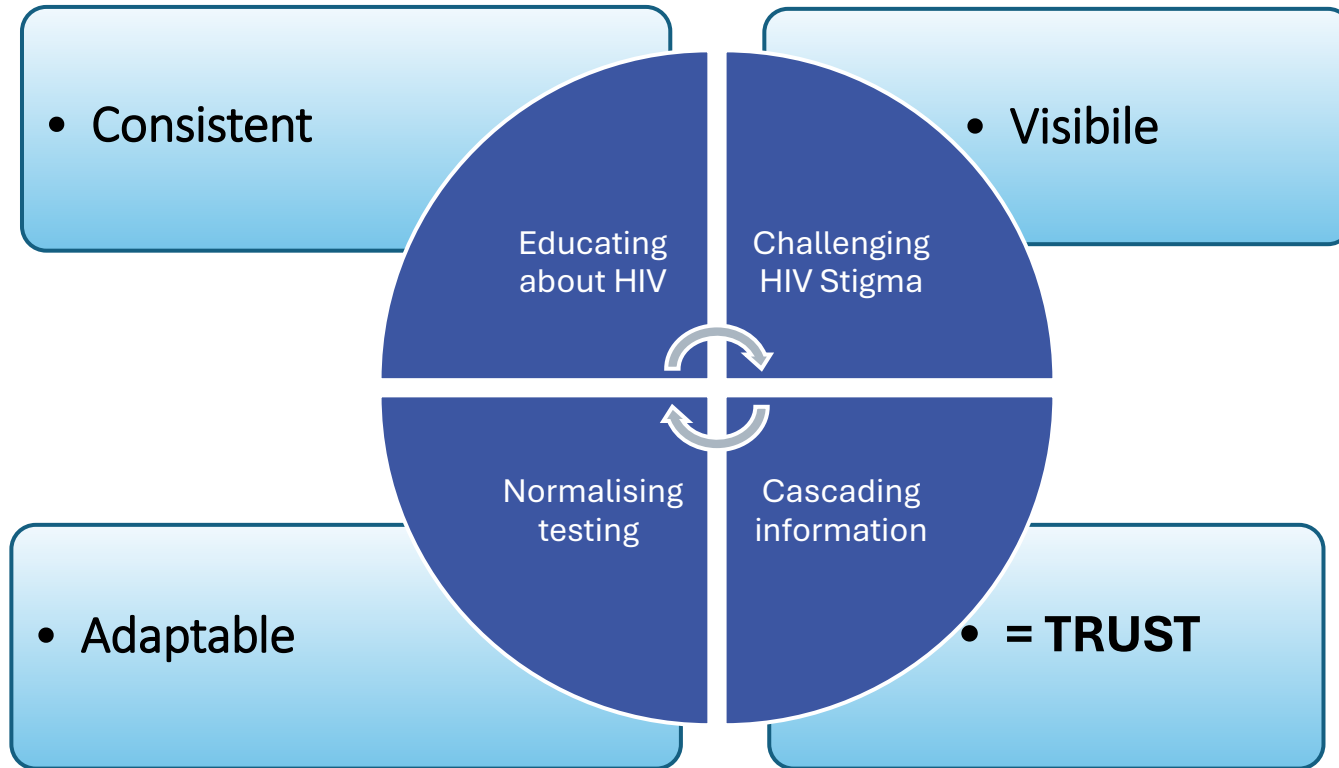 • Consistent
• Visibile
Educating
about HIV
Challenging
HIV Stigma
Normalising
testing
Cascading
information
• Adaptable
• = TRUST